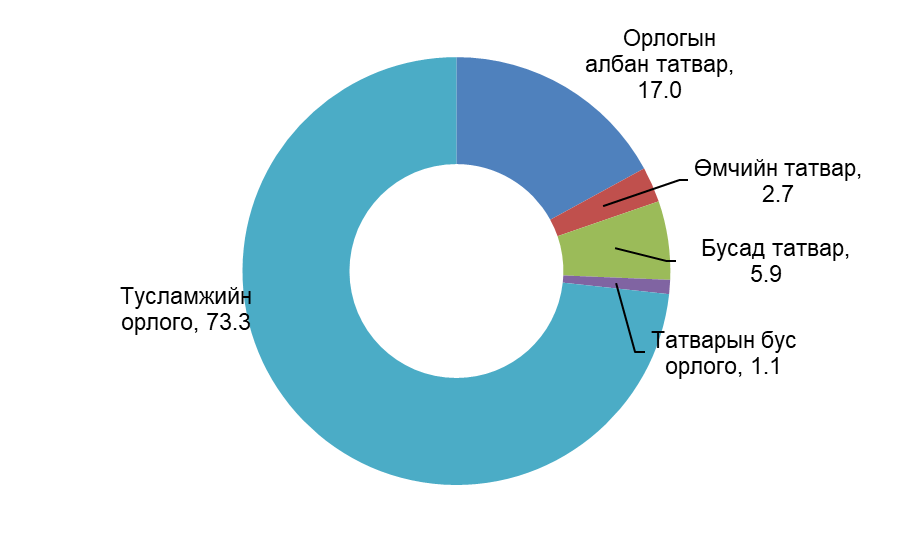 Орлогын
албан татвар,
17.0
Өмчийн татвар,
2.7
Бусад татвар,
5.9
Татварын бус
орлого, 1.1
Тусламжийн
орлого, 73.3